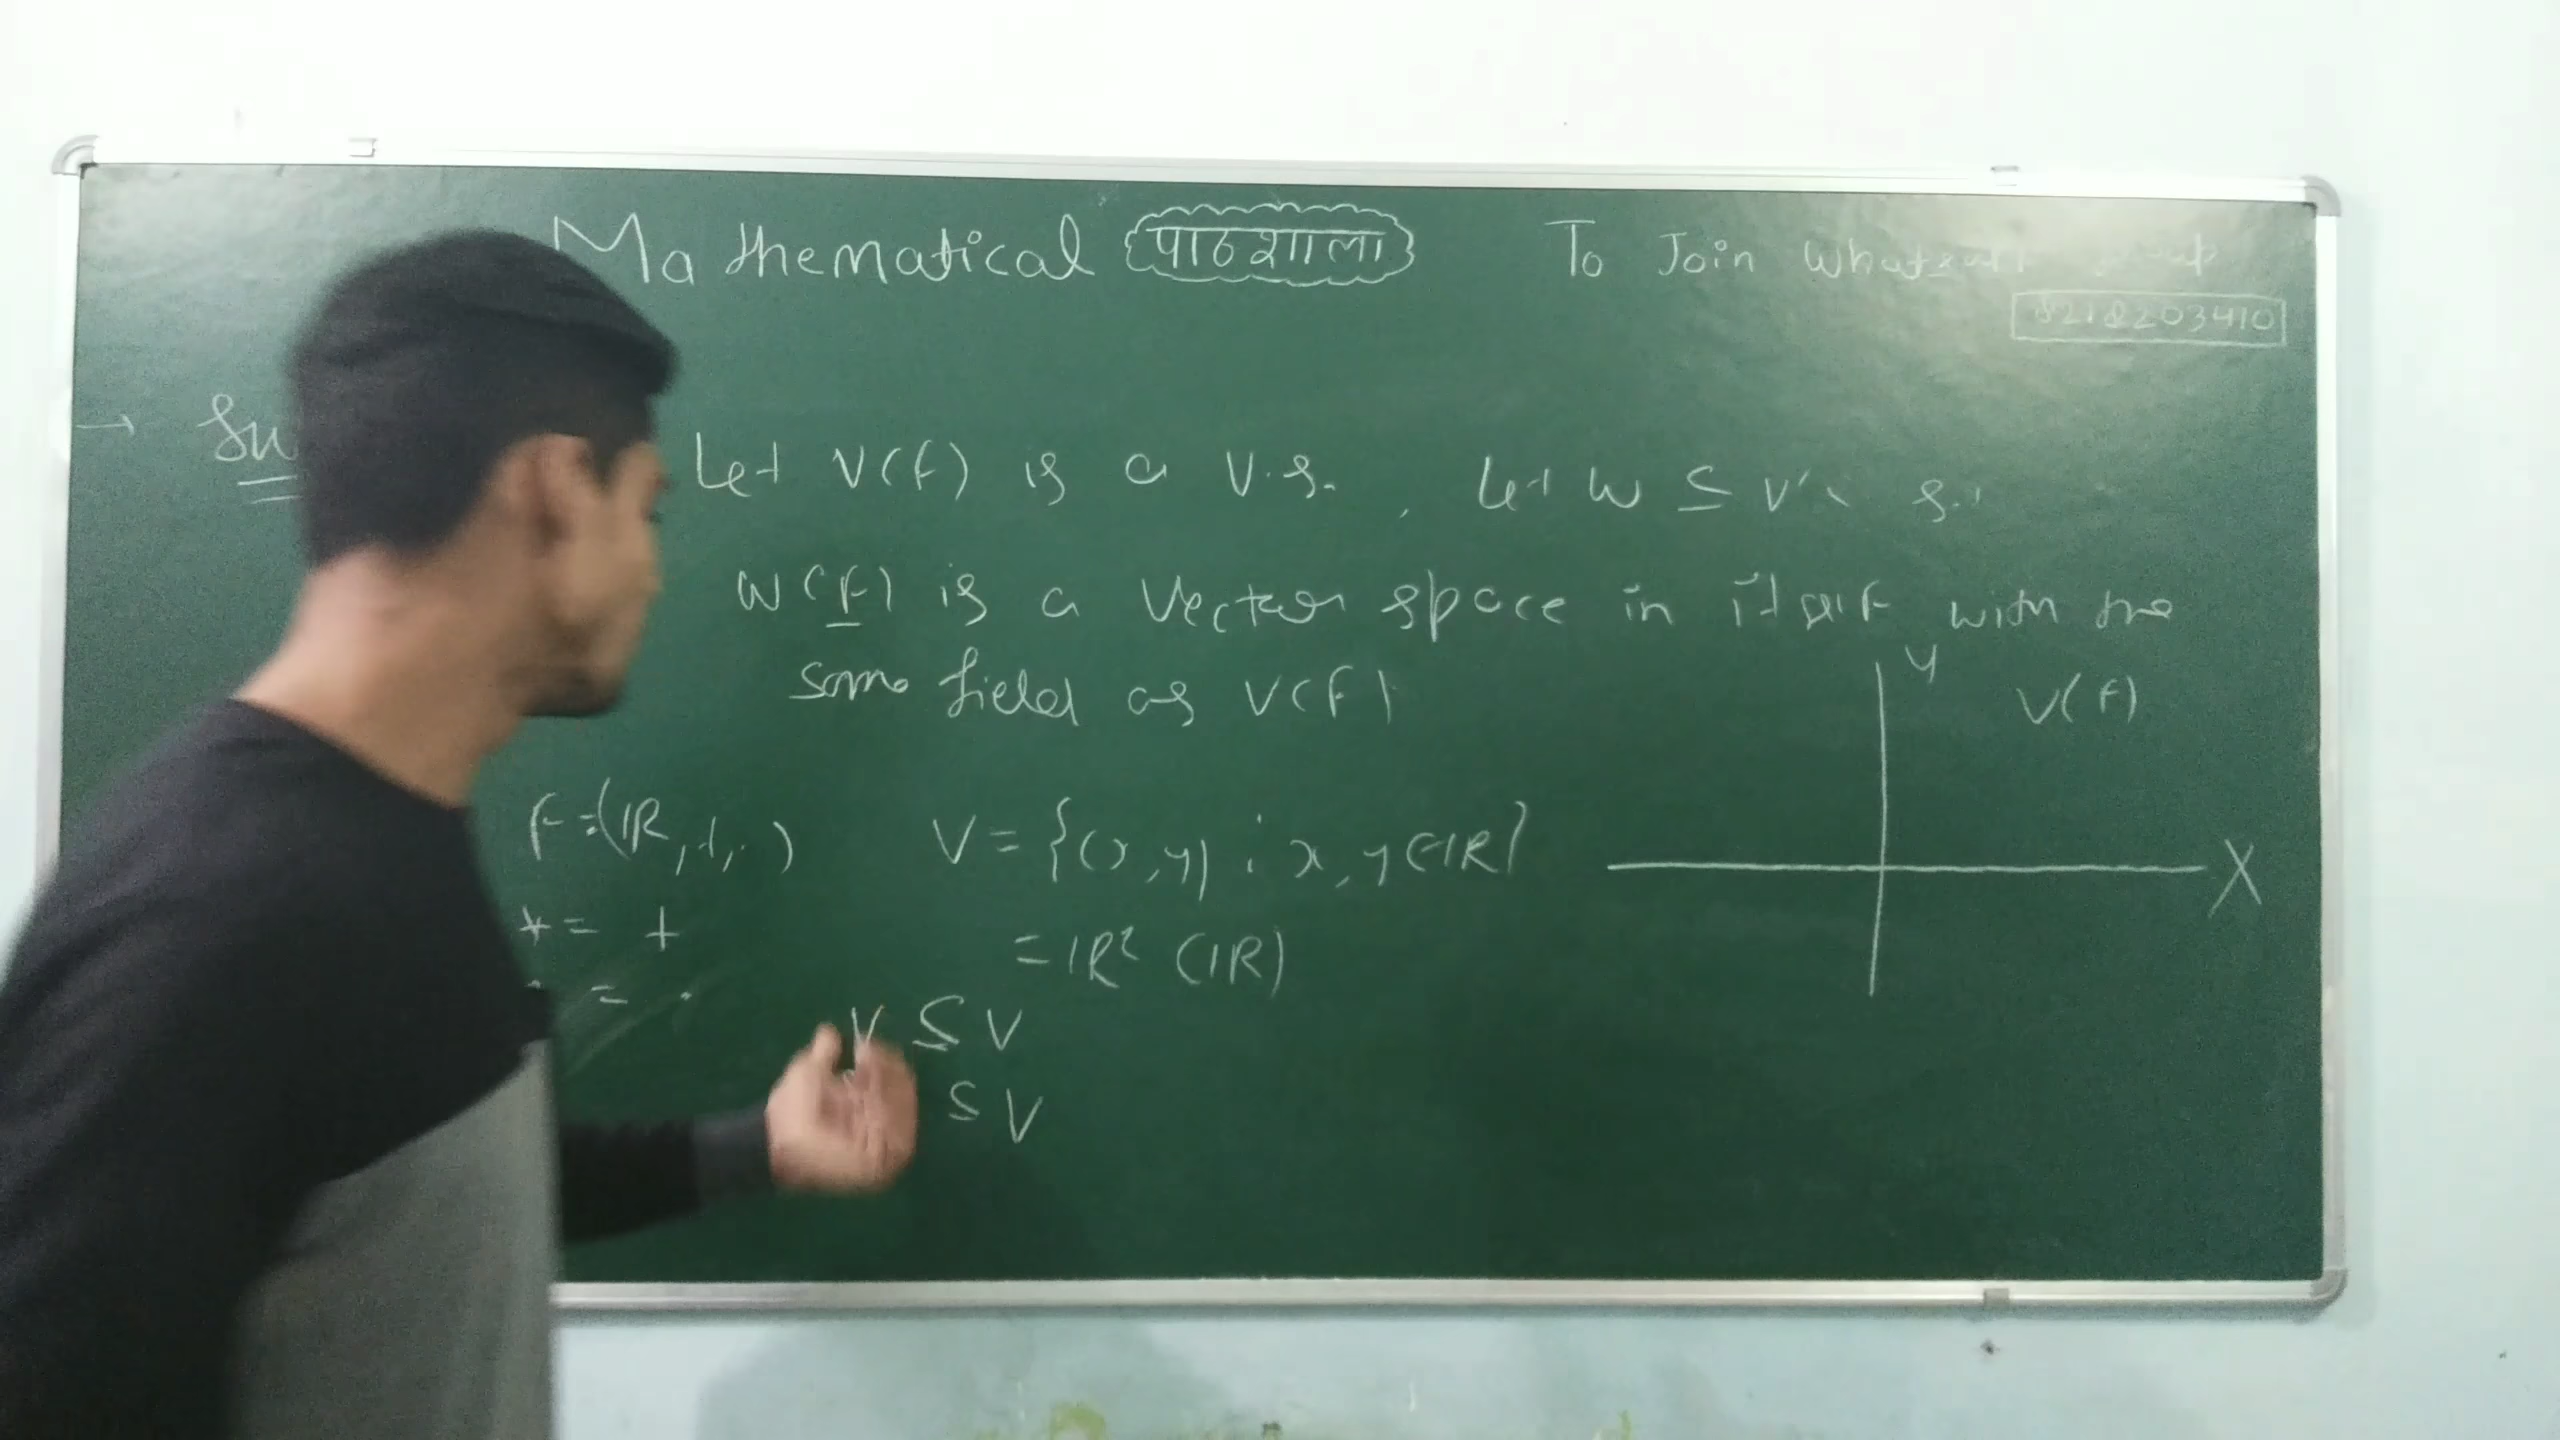 Mathematical पाठशाला To Join Whatsapp group
8218203410
→ Su
Let V(F) is a V.S. , Let W ⊆ V
W(F) is a Vector space in itself with the
same field as V(F)
Y
V(F)
F=(IR,+,·) V = {(x,y) ; x,y ∈ IR}
X
* = +
= IR² (IR)
= ·
V ⊆ V
⊆ V